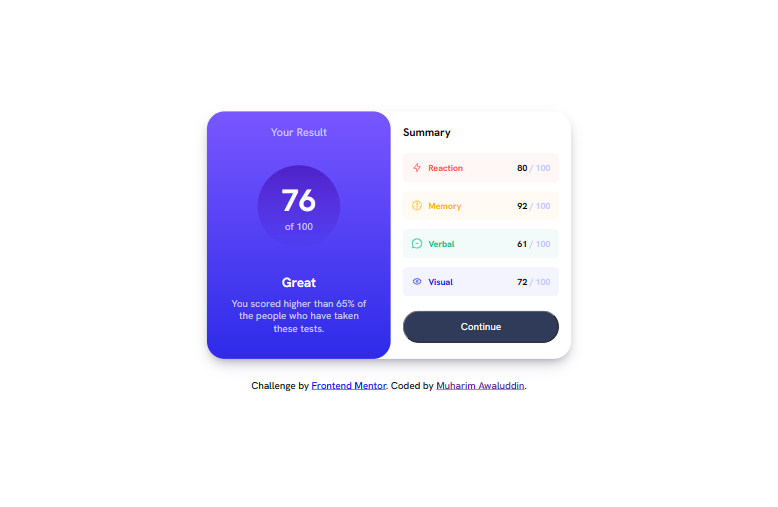 Your Result
76
of 100
Great
You scored higher than 65% of
the people who have taken
these tests.
Summary
Reaction 80 / 100
Memory 92 / 100
Verbal 61 / 100
Visual 72 / 100
Continue
Challenge by Frontend Mentor. Coded by Muharim Awaluddin.